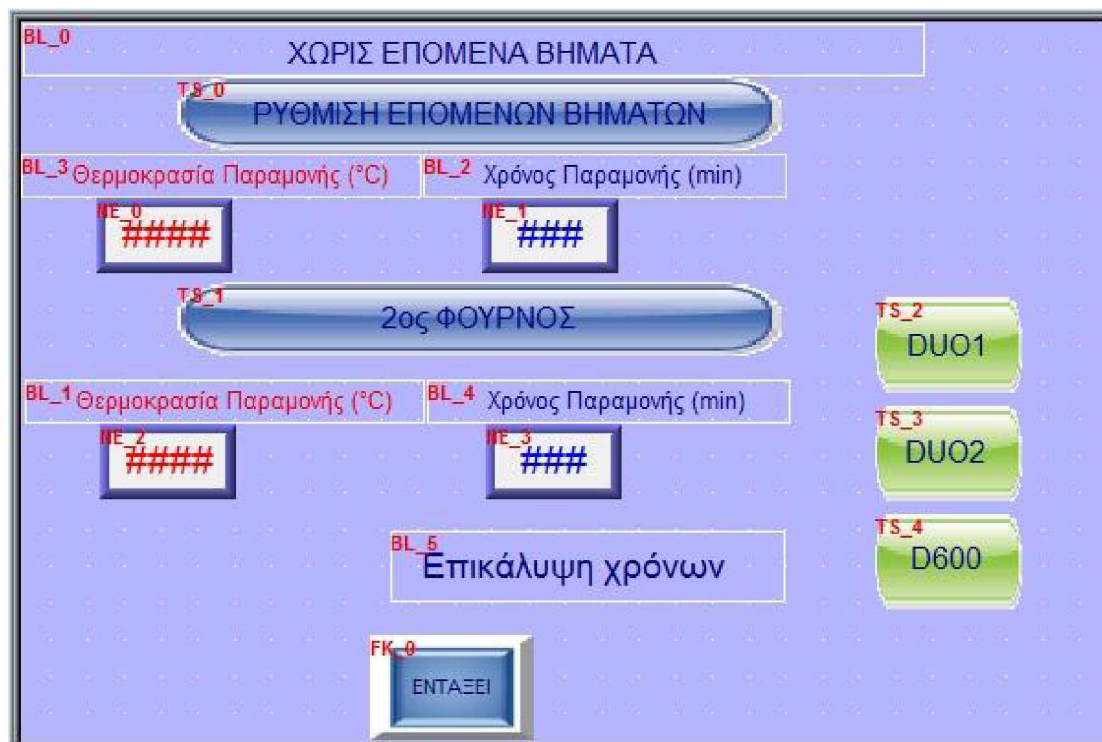 BL_0
ΧΩΡΙΣ ΕΠΟΜΕΝΑ ΒΗΜΑΤΑ
TS_0
ΡΥΘΜΙΣΗ ΕΠΟΜΕΝΩΝ ΒΗΜΑΤΩΝ
BL_3 Θερμοκρασία Παραμονής (°C)
BL_2 Χρόνος Παραμονής (min)
NE_0
####
NE_1
###
TS_1
2ος ΦΟΥΡΝΟΣ
TS_2
DUO1
BL_1 Θερμοκρασία Παραμονής (°C)
BL_4 Χρόνος Παραμονής (min)
NE_2
####
NE_3
###
TS_3
DUO2
TS_4
D600
BL_5
Επικάλυψη χρόνων
FK_0
ΕΝΤΑΞΕΙ